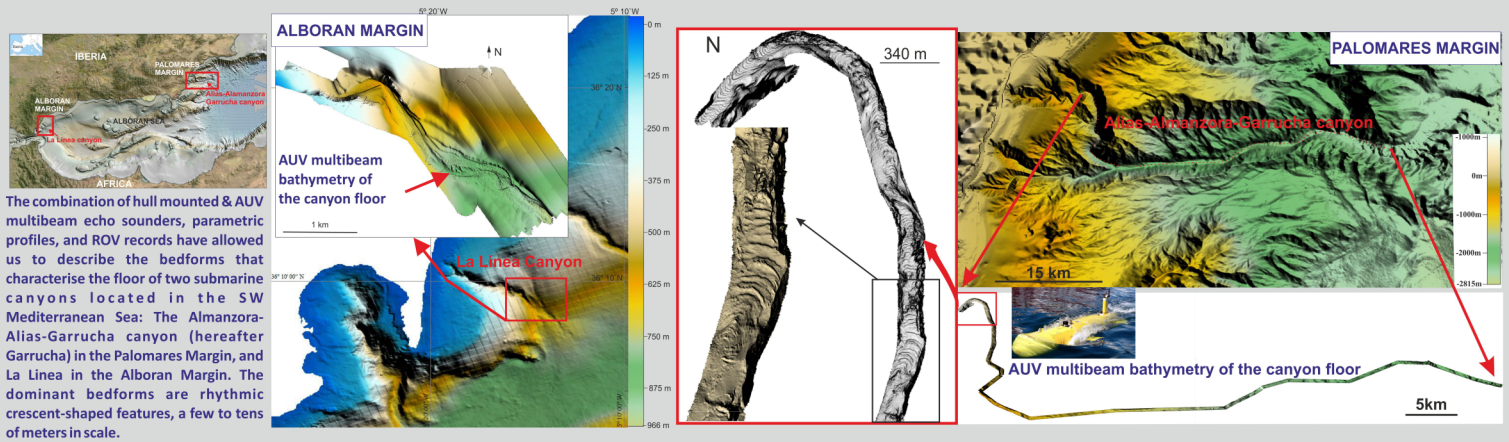 IBERIA
PALOMARES
MARGIN
Alias-Alamanzora
Garrucha canyon
ALBORAN
MARGIN
ALBORAN SEA
La Linea canyon
AFRICA
The combination of hull mounted & AUV
multibeam echo sounders, parametric
profiles, and ROV records have allowed
us to describe the bedforms that
characterise the floor of two submarine
canyons located in the SW
Mediterranean Sea: The Almanzora-
Alias-Garrucha canyon (hereafter
Garrucha) in the Palomares Margin, and
La Linea in the Alboran Margin. The
dominant bedforms are rhythmic
crescent-shaped features, a few to tens
of meters in scale.
5º 20'W
5º 10'W
ALBORAN MARGIN
N
AUV multibeam
bathymetry of
the canyon floor
1 km
36º 20'N
La Linea Canyon
36º 10' 00" N
36º 10'N
0 m
125 m
250 m
375 m
500 m
625 m
750 m
875 m
966 m
N
340 m
PALOMARES MARGIN
Alias-Almanzora-Garrucha canyon
-1000m
0m
-1000m
-2000m
-2815m
15 km
AUV multibeam bathymetry of the canyon floor
5km